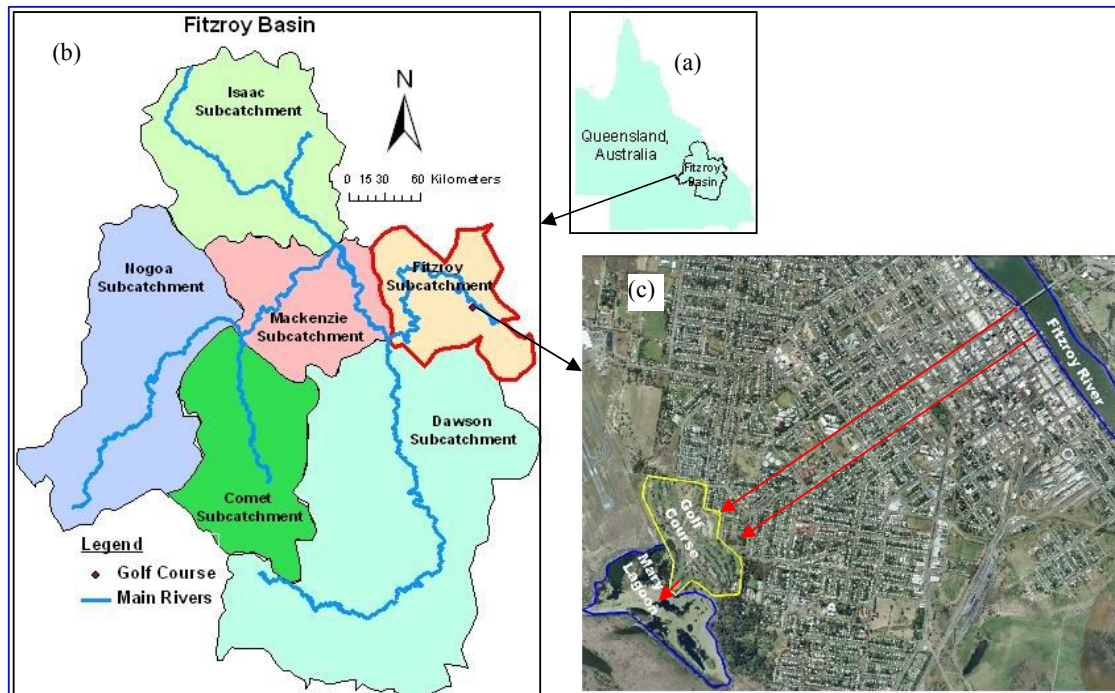 Fitzroy Basin
(b)
Isaac
Subcatchment
N
0 15 30 60 Kilometers
Nogoa
Subcatchment
Fitzroy
Subcatchment
Mackenzie
Subcatchment
Dawson
Subcatchment
Comet
Subcatchment
Legend
Golf Course
Main Rivers
(a)
Queensland,
Australia
Fitzroy
Basin
(c)
Fitzroy River
Golf
Course
Mary
Lagoon